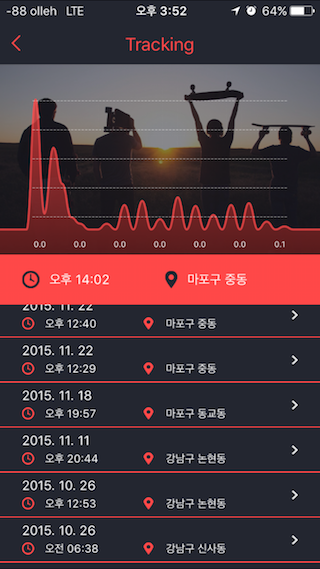 -88 olleh LTE 오후 3:52 64%
Tracking
0.0 0.0 0.0 0.0 0.0 0.0 0.1
오후 14:02 마포구 중동
2015. 11. 22
오후 12:40 마포구 중동
2015. 11. 22
오후 12:29 마포구 중동
2015. 11. 18
오후 19:57 마포구 동교동
2015. 11. 11
오후 20:44 강남구 논현동
2015. 10. 26
오후 12:53 강남구 논현동
2015. 10. 26
오전 06:38 강남구 신사동